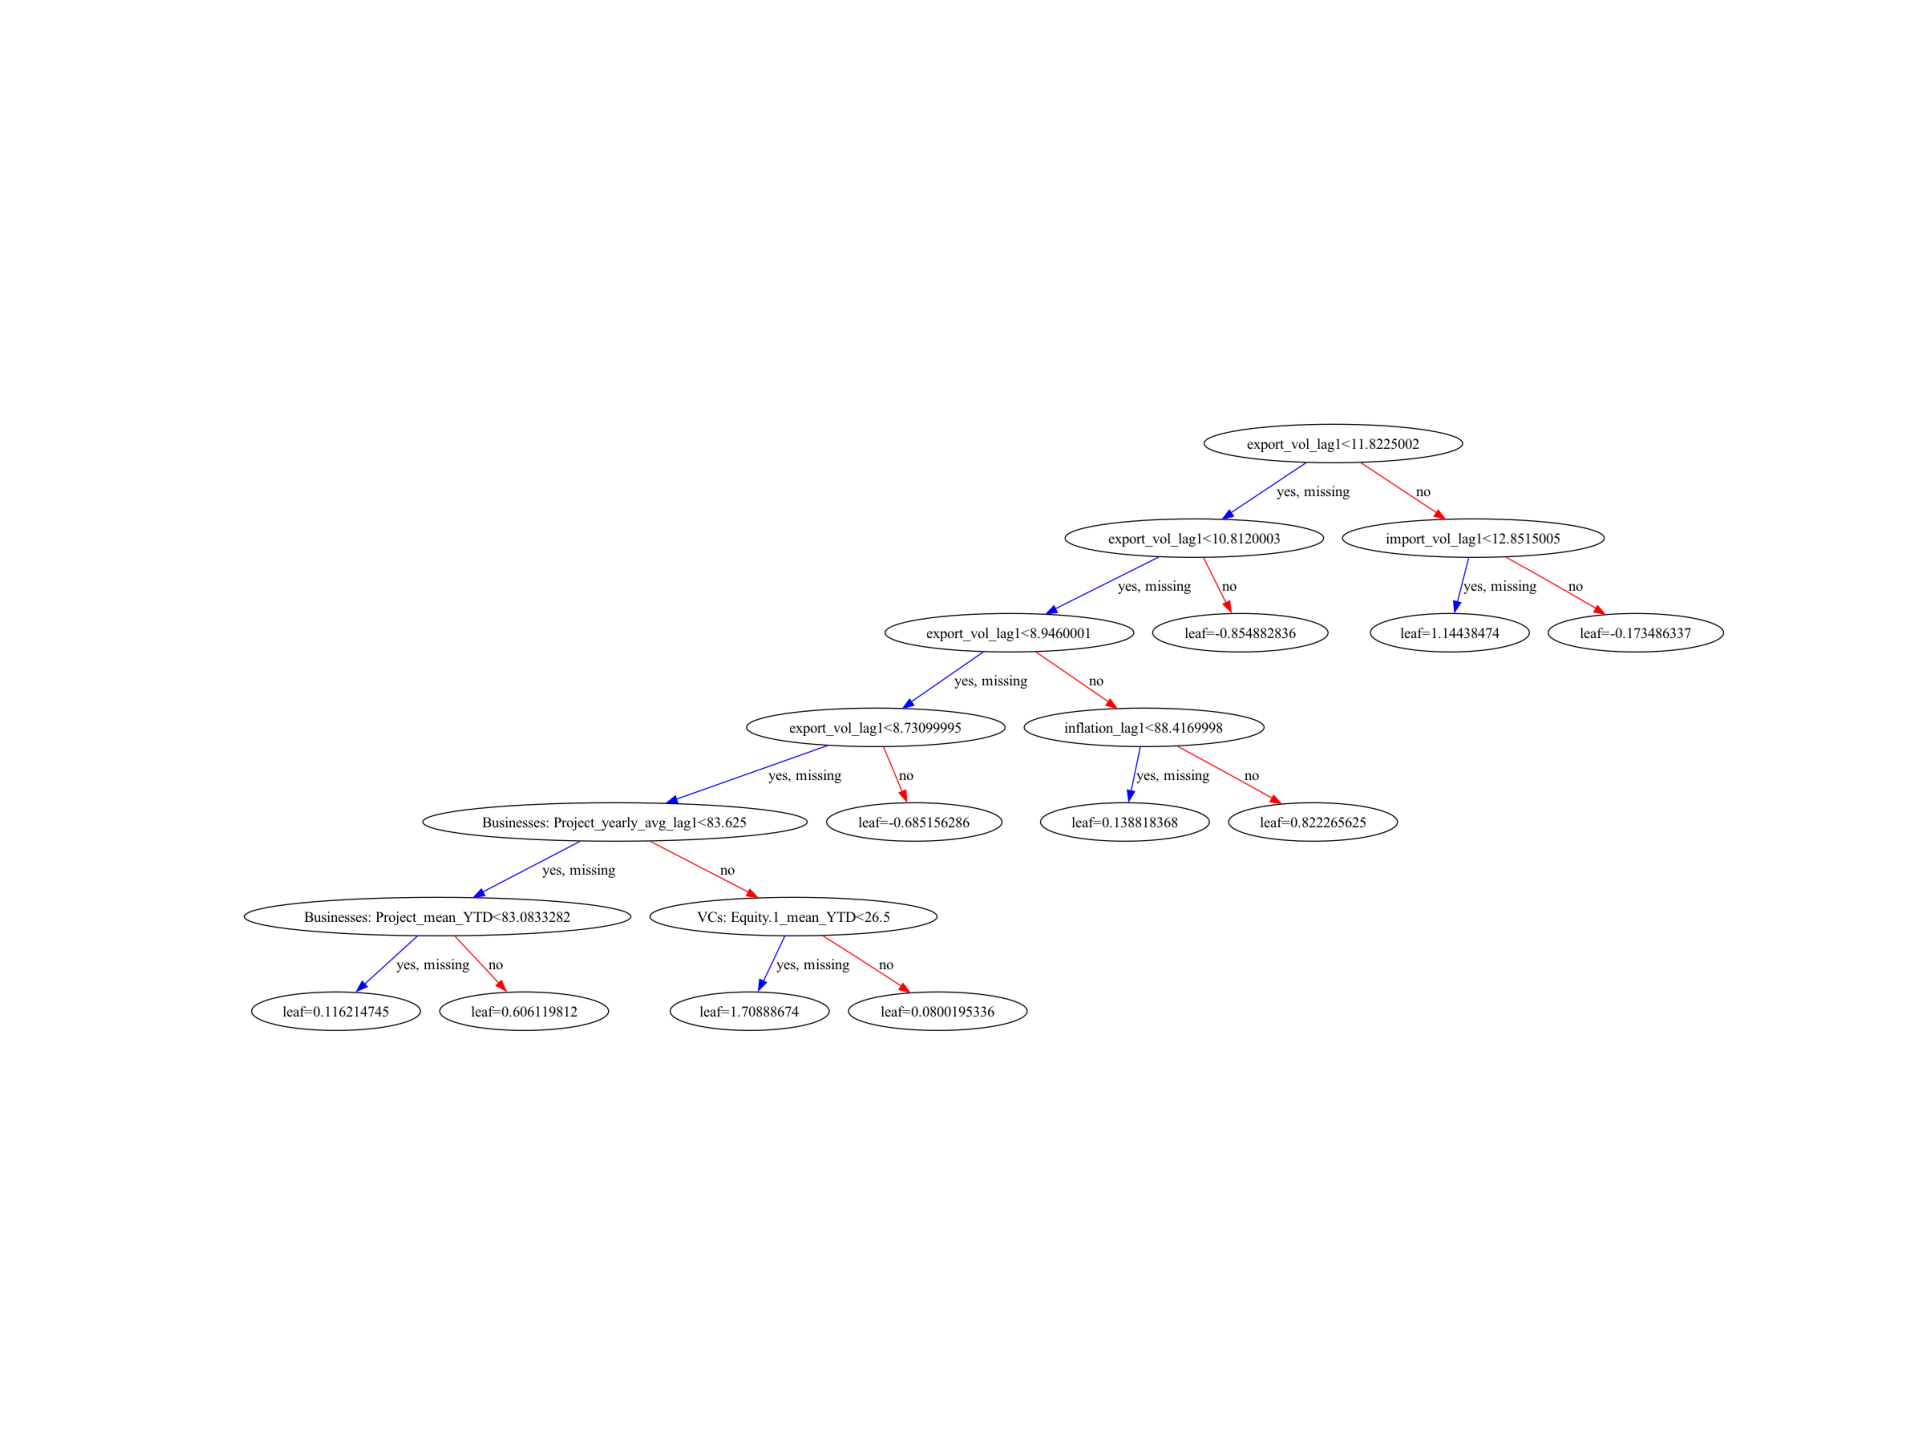 export_vol_lag1<11.8225002
yes, missing
no
export_vol_lag1<10.8120003
import_vol_lag1<12.8515005
yes, missing
no
yes, missing
no
export_vol_lag1<8.9460001
leaf=-0.854882836
leaf=1.14438474
leaf=-0.173486337
yes, missing
no
export_vol_lag1<8.73099995
inflation_lag1<88.4169998
yes, missing
no
yes, missing
no
Businesses: Project_yearly_avg_lag1<83.625
leaf=-0.685156286
leaf=0.138818368
leaf=0.822265625
yes, missing
no
Businesses: Project_mean_YTD<83.0833282
VCs: Equity.1_mean_YTD<26.5
yes, missing
no
yes, missing
no
leaf=0.116214745
leaf=0.606119812
leaf=1.70888674
leaf=0.0800195336